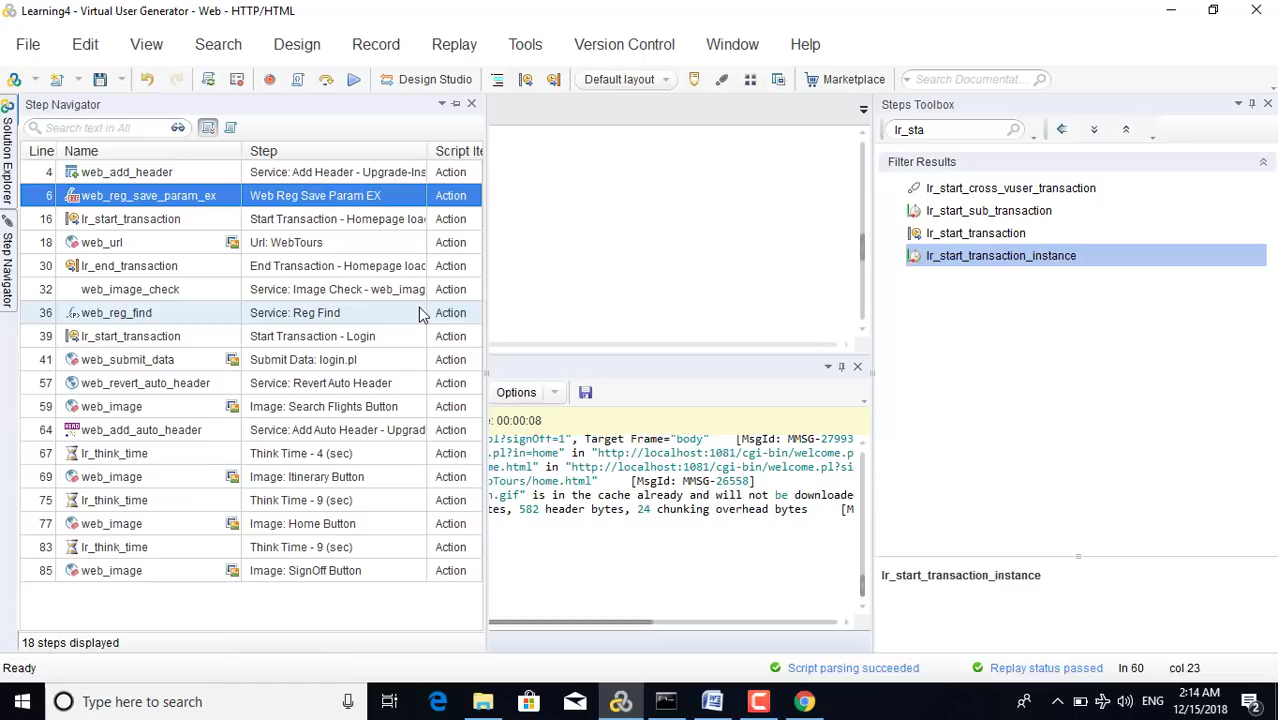 Learning4 - Virtual User Generator - Web - HTTP/HTML
File Edit View Search Design Record Replay Tools Version Control Window Help
Design Studio Default layout Marketplace Search Documentat...
Solution Explorer
Step Navigator
Step Navigator
Search text in All
Line Name Step Script Ite
4 web_add_header Service: Add Header - Upgrade-Ins Action
6 web_reg_save_param_ex Web Reg Save Param EX Action
16 lr_start_transaction Start Transaction - Homepage load Action
18 web_url Url: WebTours Action
30 lr_end_transaction End Transaction - Homepage load Action
32 web_image_check Service: Image Check - web_imag Action
36 web_reg_find Service: Reg Find Action
39 lr_start_transaction Start Transaction - Login Action
41 web_submit_data Submit Data: login.pl Action
57 web_revert_auto_header Service: Revert Auto Header Action
59 web_image Image: Search Flights Button Action
64 web_add_auto_header Service: Add Auto Header - Upgrad Action
67 lr_think_time Think Time - 4 (sec) Action
69 web_image Image: Itinerary Button Action
75 lr_think_time Think Time - 9 (sec) Action
77 web_image Image: Home Button Action
83 lr_think_time Think Time - 9 (sec) Action
85 web_image Image: SignOff Button Action
18 steps displayed
Options
: 00:00:08
ol?signOff=1", Target Frame="body" [MsgId: MMSG-27993
.pl?in=home" in "http://localhost:1081/cgi-bin/welcome.p
me.html" in "http://localhost:1081/cgi-bin/welcome.pl?si
oTours/home.html" [MsgId: MMSG-26558]
n.gif" is in the cache already and will not be downloade
tes, 582 header bytes, 24 chunking overhead bytes [M
Steps Toolbox
lr_sta
Filter Results
lr_start_cross_vuser_transaction
lr_start_sub_transaction
lr_start_transaction
lr_start_transaction_instance
lr_start_transaction_instance
Ready Script parsing succeeded Replay status passed ln 60 col 23
Type here to search ENG 2:14 AM
12/15/2018 2